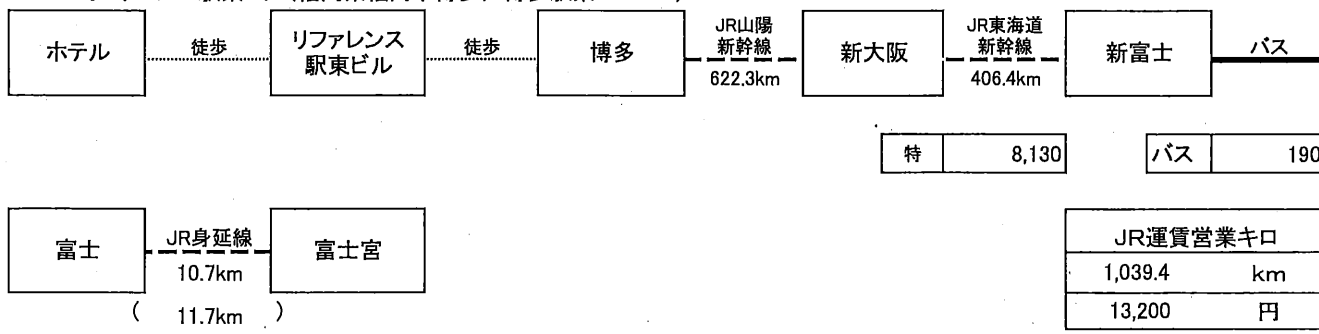 ホテル
徒歩
リファレンス
駅東ビル
徒歩
博多
JR山陽
新幹線
622.3km
新大阪
JR東海道
新幹線
406.4km
新富士
バス
特 8,130
バス 190
富士
JR身延線
10.7km
( 11.7km )
富士宮
JR運賃営業キロ
1,039.4 km
13,200 円